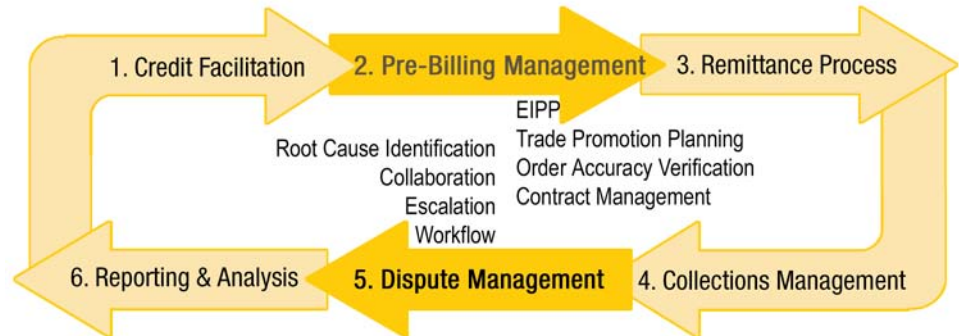 1. Credit Facilitation
2. Pre-Billing Management
3. Remittance Process
EIPP
Trade Promotion Planning
Order Accuracy Verification
Contract Management
Root Cause Identification
Collaboration
Escalation
Workflow
4. Collections Management
5. Dispute Management
6. Reporting & Analysis